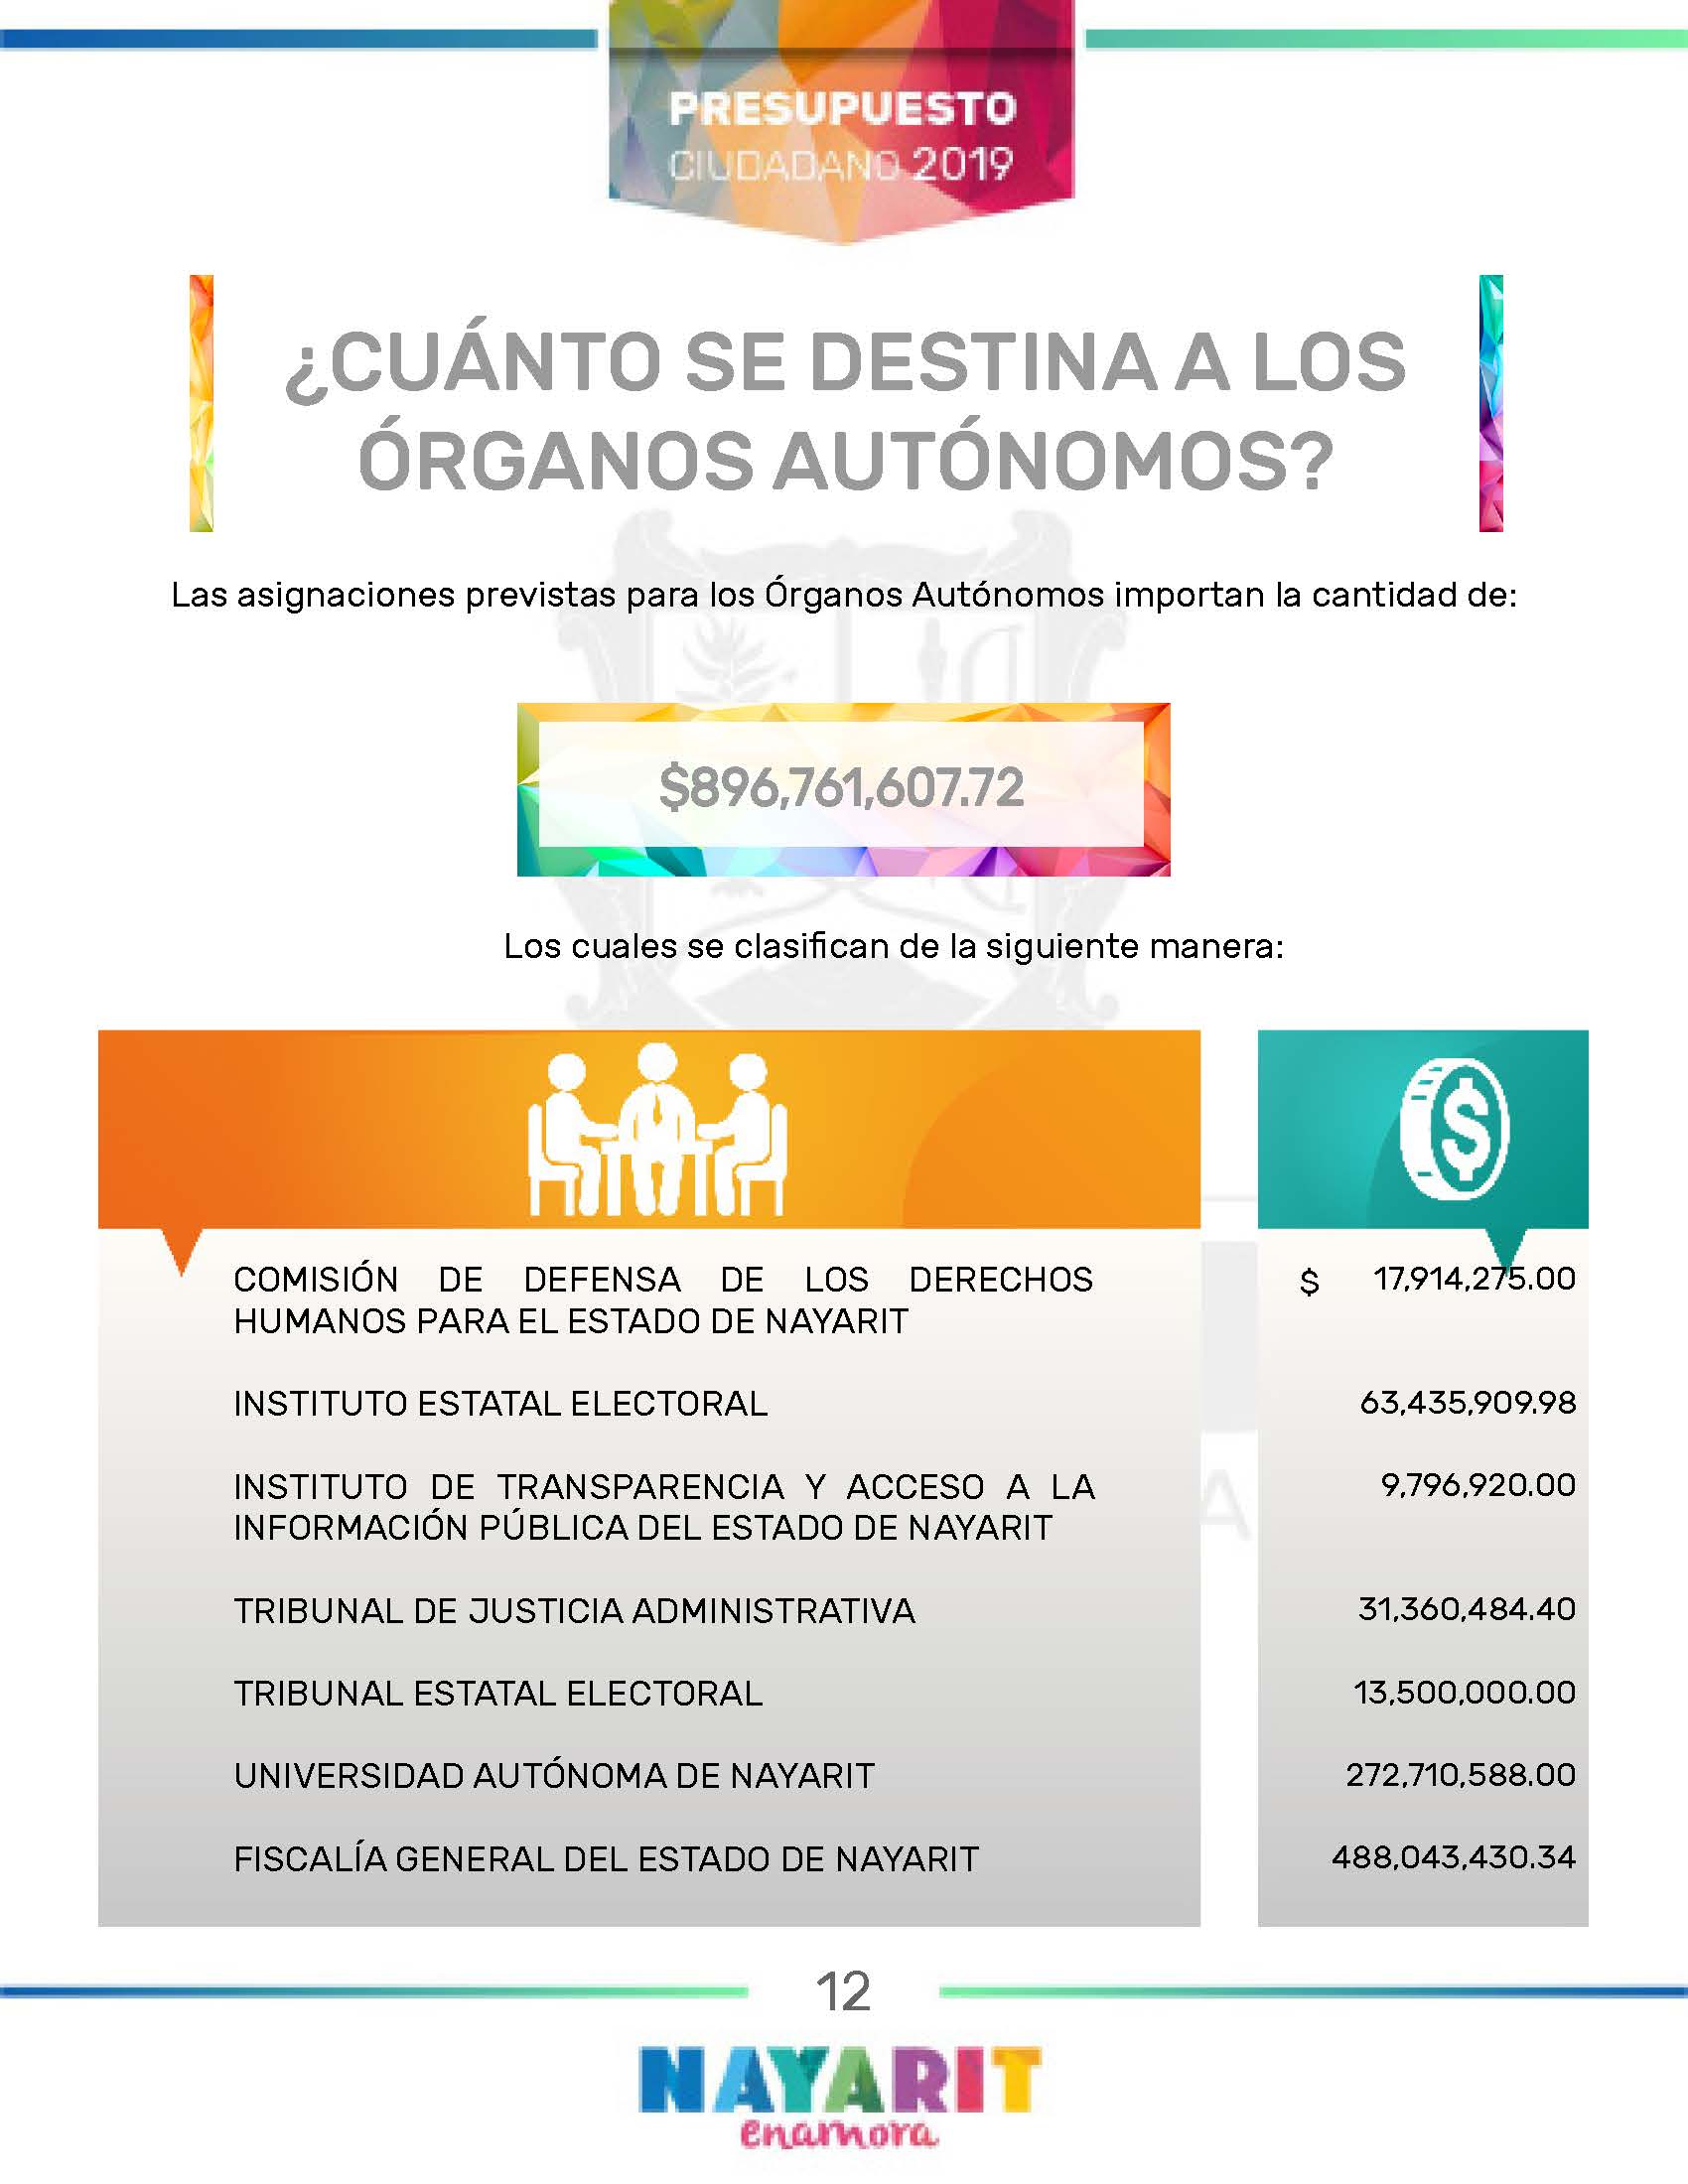 PRESUPUESTO
CIUDADANO 2019
¿CUÁNTO SE DESTINA A LOS
ÓRGANOS AUTÓNOMOS?
Las asignaciones previstas para los Órganos Autónomos importan la cantidad de:
$896,761,607.72
Los cuales se clasifican de la siguiente manera:
COMISIÓN DE DEFENSA DE LOS DERECHOS $ 17,914,275.00
HUMANOS PARA EL ESTADO DE NAYARIT
INSTITUTO ESTATAL ELECTORAL 63,435,909.98
INSTITUTO DE TRANSPARENCIA Y ACCESO A LA 9,796,920.00
INFORMACIÓN PÚBLICA DEL ESTADO DE NAYARIT
TRIBUNAL DE JUSTICIA ADMINISTRATIVA 31,360,484.40
TRIBUNAL ESTATAL ELECTORAL 13,500,000.00
UNIVERSIDAD AUTÓNOMA DE NAYARIT 272,710,588.00
FISCALÍA GENERAL DEL ESTADO DE NAYARIT 488,043,430.34
12
NAYARIT
enamora